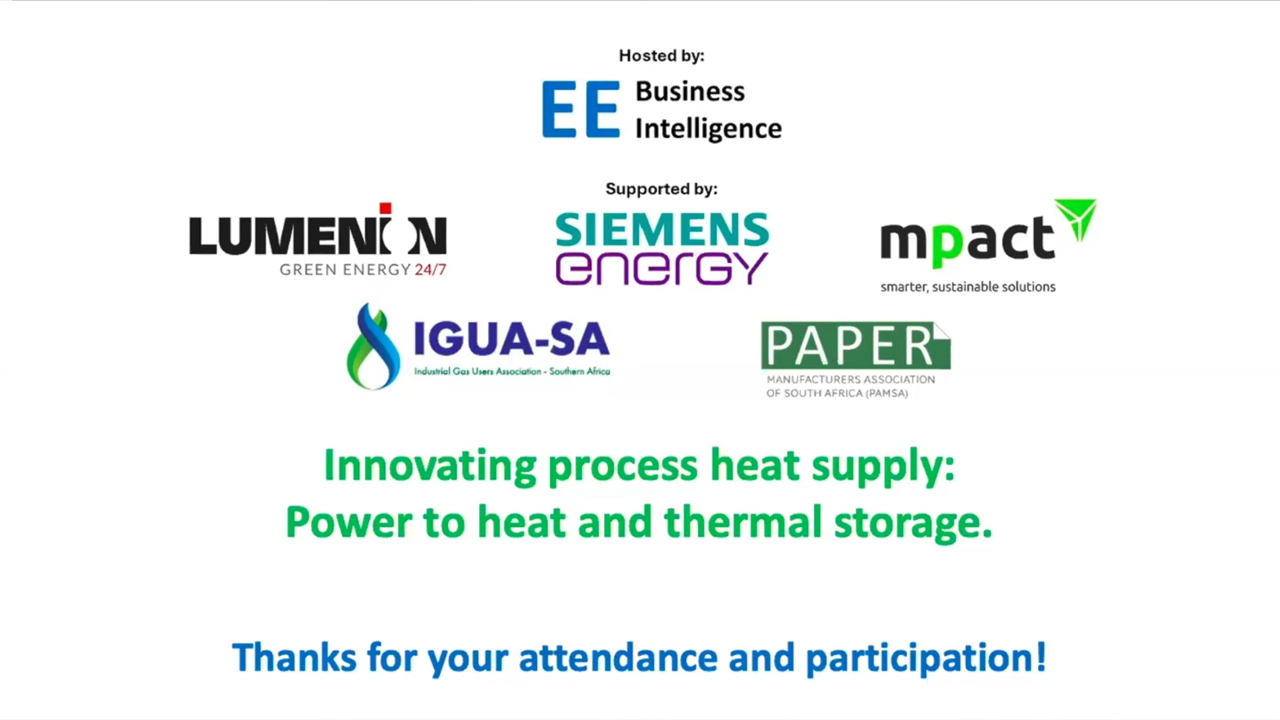 Hosted by:
EE Business
Intelligence
Supported by:
LUMENION
GREEN ENERGY 24/7
SIEMENS
energy
mpact
smarter, sustainable solutions
IGUA-SA
Industrial Gas Users Association - Southern Africa
PAPER
MANUFACTURERS ASSOCIATION
OF SOUTH AFRICA (PAMSA)
Innovating process heat supply:
Power to heat and thermal storage.
Thanks for your attendance and participation!